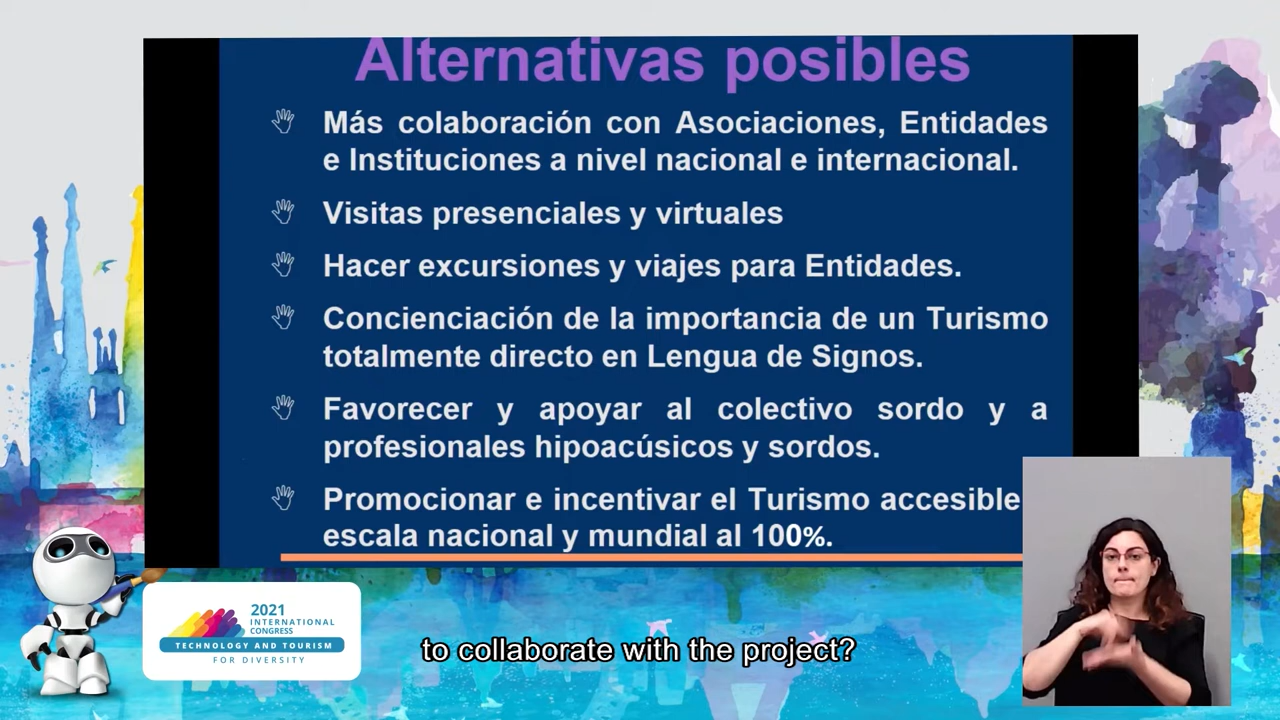 Alternativas posibles
Más colaboración con Asociaciones, Entidades
e Instituciones a nivel nacional e internacional.
Visitas presenciales y virtuales
Hacer excursiones y viajes para Entidades.
Concienciación de la importancia de un Turismo
totalmente directo en Lengua de Signos.
Favorecer y apoyar al colectivo sordo y a
profesionales hipoacúsicos y sordos.
Promocionar e incentivar el Turismo accesible
escala nacional y mundial al 100%.
2021
INTERNATIONAL
CONGRESS
TECHNOLOGY AND TOURISM
FOR DIVERSITY
to collaborate with the project?